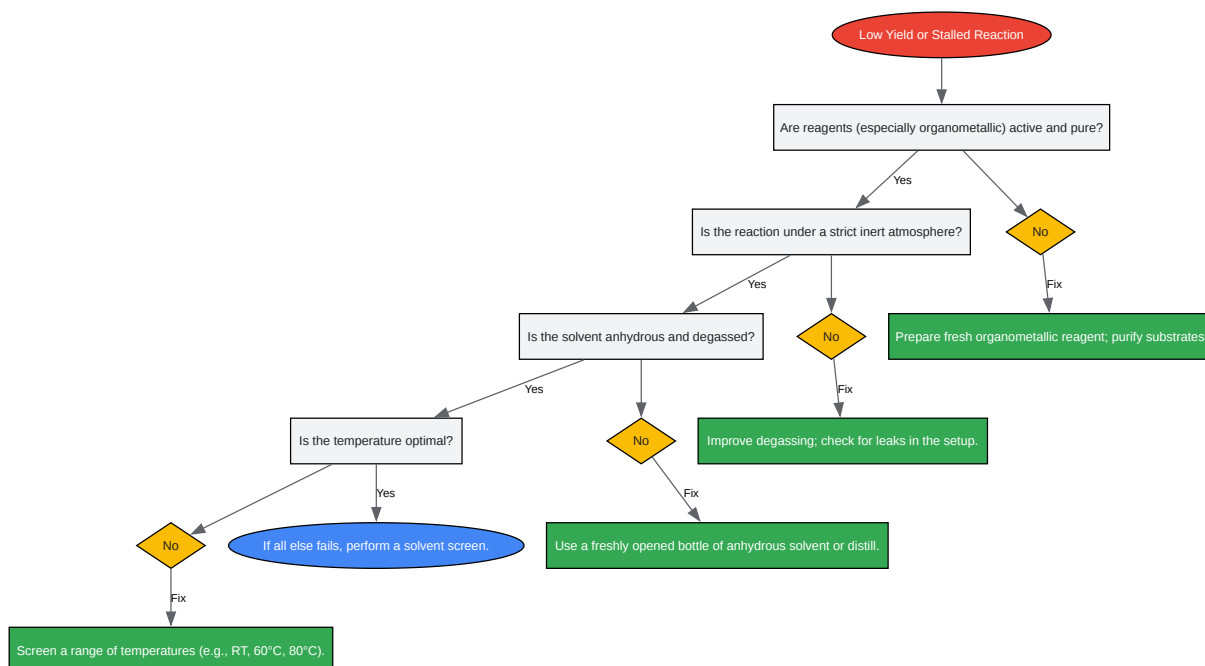 Low Yield or Stalled Reaction
Are reagents (especially organometallic) active and pure?
Yes
Is the reaction under a strict inert atmosphere?
No
Yes
Fix
Is the solvent anhydrous and degassed?
No
Prepare fresh organometallic reagent; purify substrates
Yes
Fix
Is the temperature optimal?
No
Improve degassing; check for leaks in the setup.
Yes
Fix
No
If all else fails, perform a solvent screen.
Use a freshly opened bottle of anhydrous solvent or distill.
Fix
Screen a range of temperatures (e.g., RT, 60°C, 80°C).